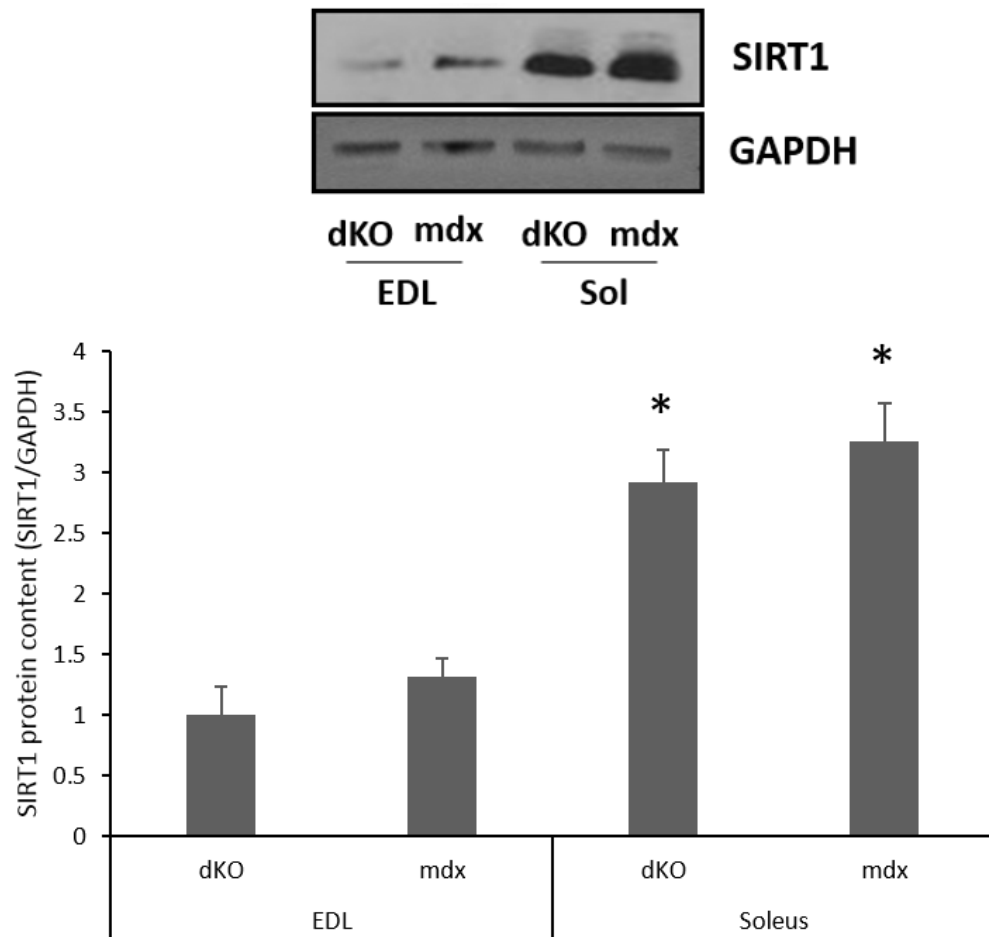 SIRT1
GAPDH
dKO mdx dKO mdx
EDL Sol
SIRT1 protein content (SIRT1/GAPDH)
4
*
3.5
*
3
2.5
2
1.5
1
0.5
0
dKO mdx dKO mdx
EDL Soleus